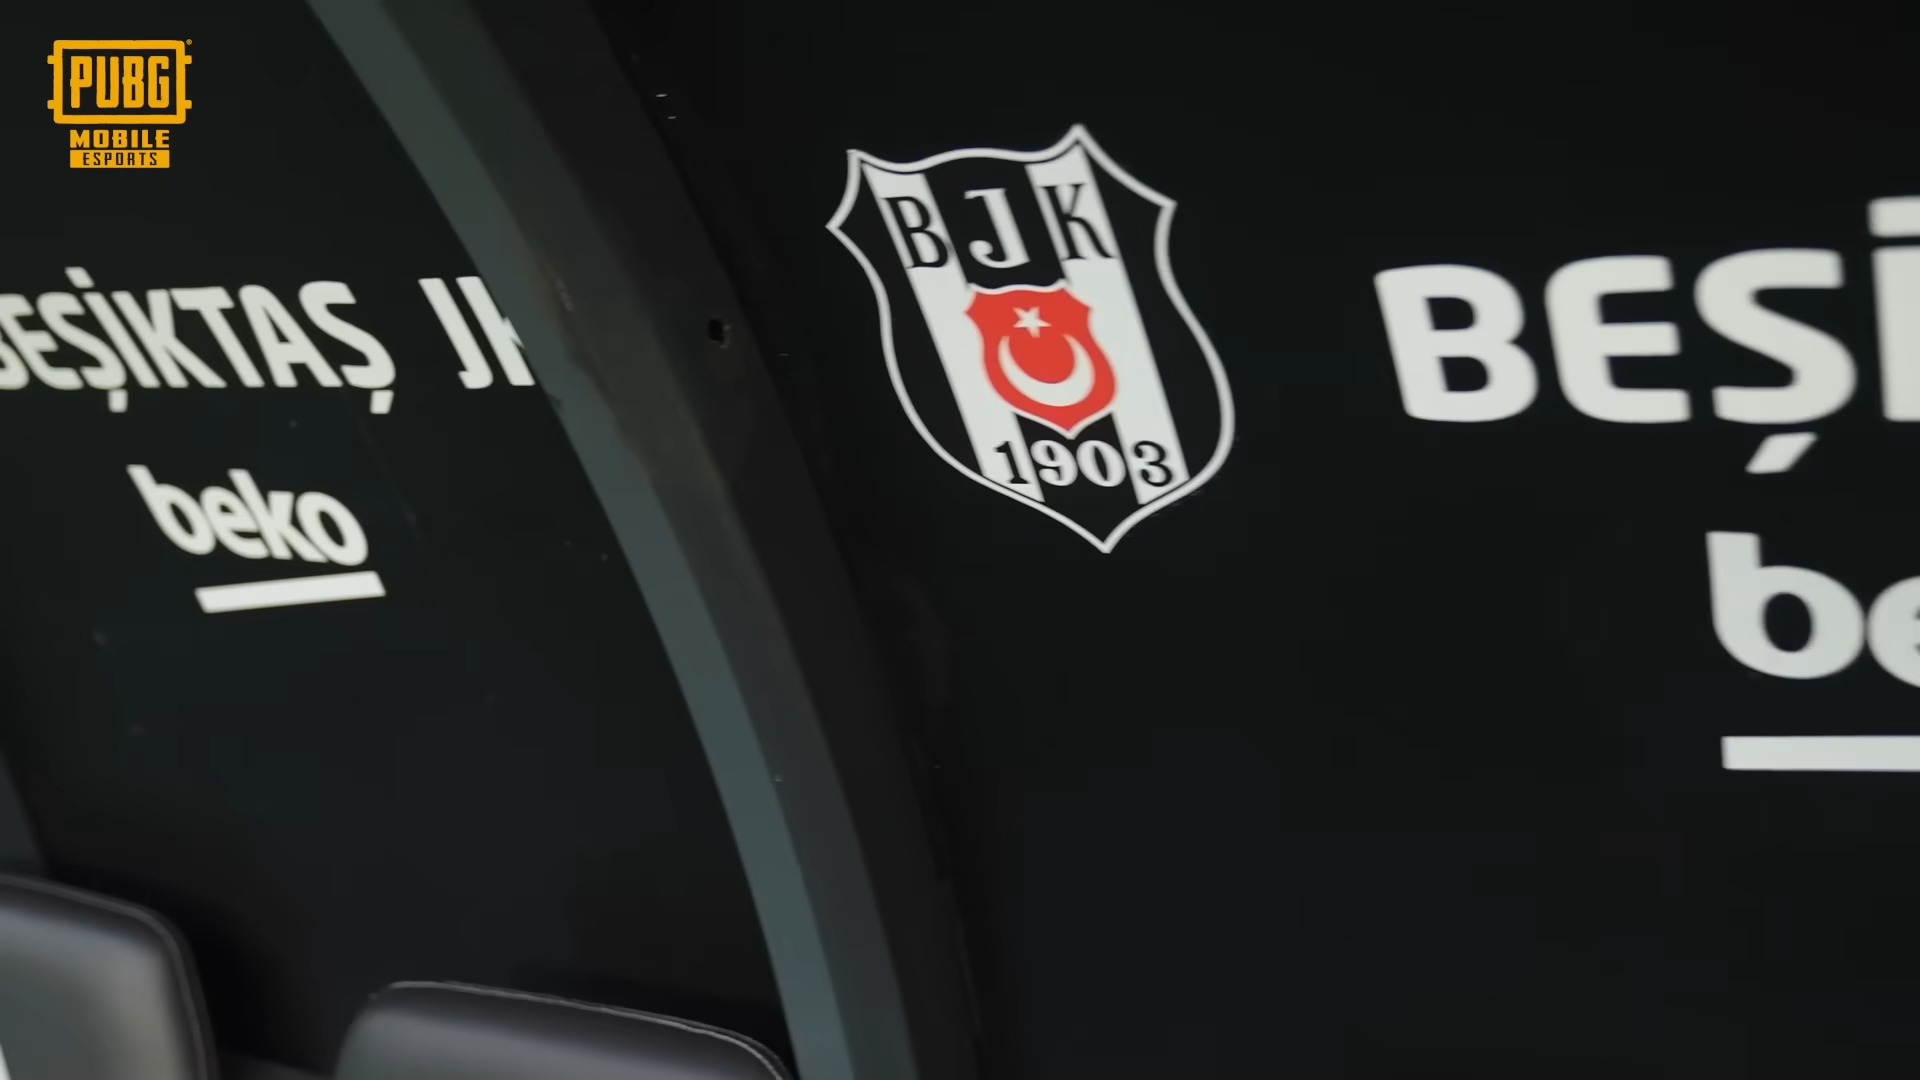 PUBG
MOBILE
ESPORTS
BEŞİKTAŞ JK
beko
BJK
1903
BEŞİ
be